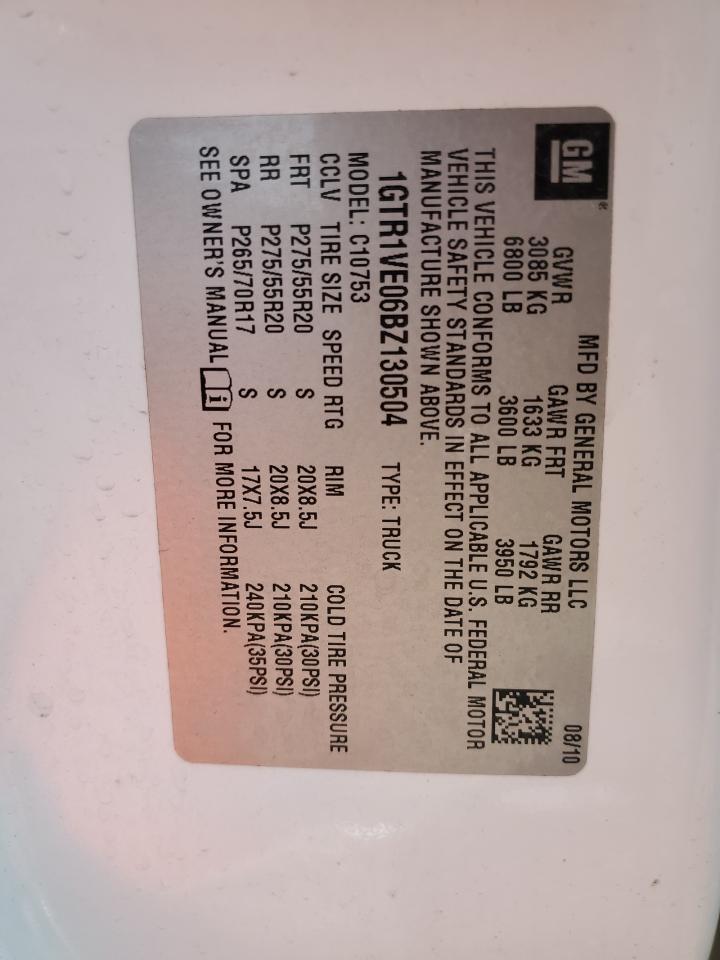 GM®
MFD BY GENERAL MOTORS LLC 08/10
GVWR GAWR FRT GAWR RR
3085 KG 1633 KG 1792 KG
6800 LB 3600 LB 3950 LB
THIS VEHICLE CONFORMS TO ALL APPLICABLE U.S. FEDERAL MOTOR
VEHICLE SAFETY STANDARDS IN EFFECT ON THE DATE OF
MANUFACTURE SHOWN ABOVE.
1GTR1VE06BZ130504 TYPE: TRUCK
MODEL: C10753
CCLV TIRE SIZE SPEED RTG RIM COLD TIRE PRESSURE
FRT P275/55R20 S 20X8.5J 210KPA(30PSI)
RR P275/55R20 S 20X8.5J 210KPA(30PSI)
SPA P265/70R17 S 17X7.5J 240KPA(35PSI)
SEE OWNER'S MANUAL i FOR MORE INFORMATION.